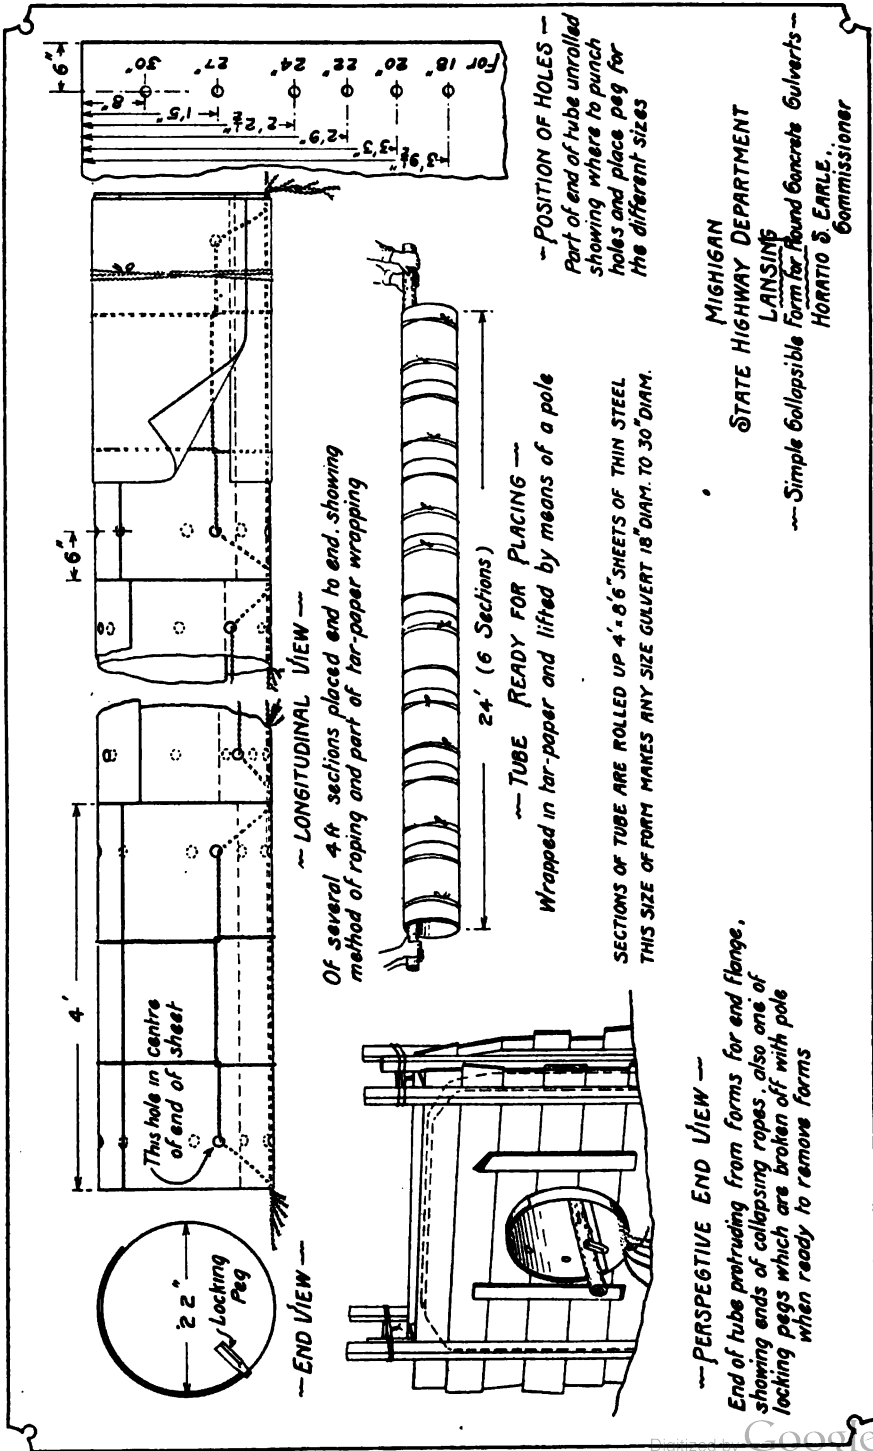 4'
This hole in centre
of end of sheet
6"
22"
Locking
Peg
— END VIEW —
— LONGITUDINAL VIEW —
Of several 4 ft sections placed end to end, showing
method of roping and part of tar-paper wrapping
6"
30"
27"
24"
22"
20"
For 18"
8"
1'5"
2'2½"
2'9"
3'3"
3'9½"
— POSITION OF HOLES —
Part of end of tube unrolled
showing where to punch
holes and place peg for
the different sizes
24' (6 Sections)
— TUBE READY FOR PLACING —
Wrapped in tar-paper and lifted by means of a pole
SECTIONS OF TUBE ARE ROLLED UP 4' x 8'6" SHEETS OF THIN STEEL
THIS SIZE OF FORM MAKES ANY SIZE CULVERT 18" DIAM. TO 30" DIAM.
— PERSPECTIVE END VIEW —
End of tube protruding from forms for end flange,
showing ends of collapsing ropes, also one of
locking pegs which are broken off with pole
when ready to remove forms
MICHIGAN
STATE HIGHWAY DEPARTMENT
LANSING
— Simple Collapsible Form for Round Concrete Culverts —
HORATIO S. EARLE,
Commissioner
Digitized by Google